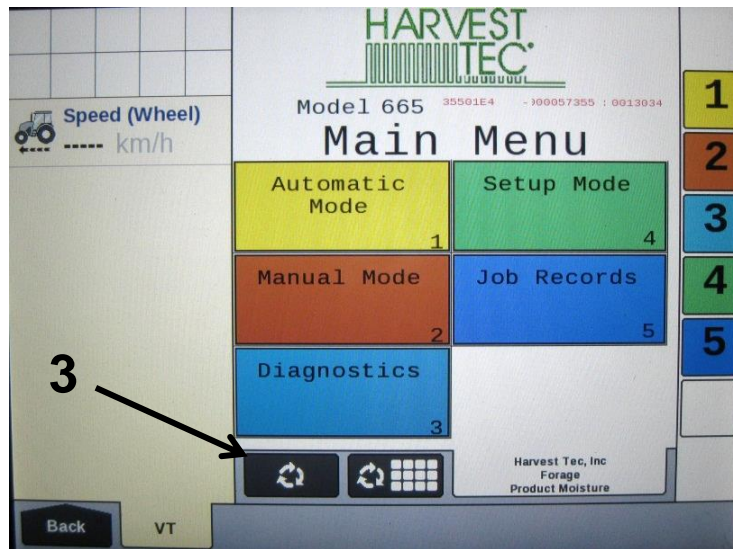 HARVEST
TEC
Model 665
Main Menu
Speed (Wheel)
----- km/h
Automatic
Mode
1
Setup Mode
4
Manual Mode
2
Job Records
5
Diagnostics
3
1
2
3
4
5
3
Harvest Tec, Inc
Forage
Product Moisture
Back
VT